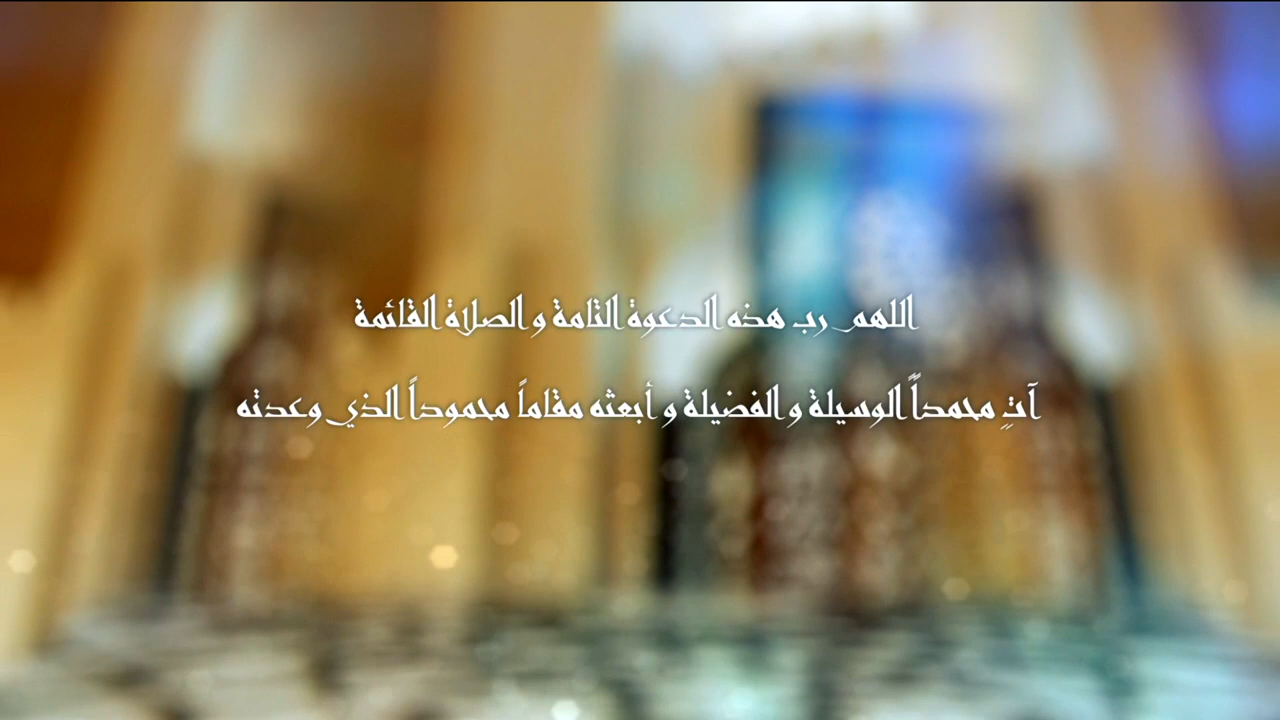 اللهم رب هذه الدعوة التامة و الصلاة القائمة
آتِ محمداً الوسيلة و الفضيلة و أبعثه مقاماً محموداً الذي وعدته